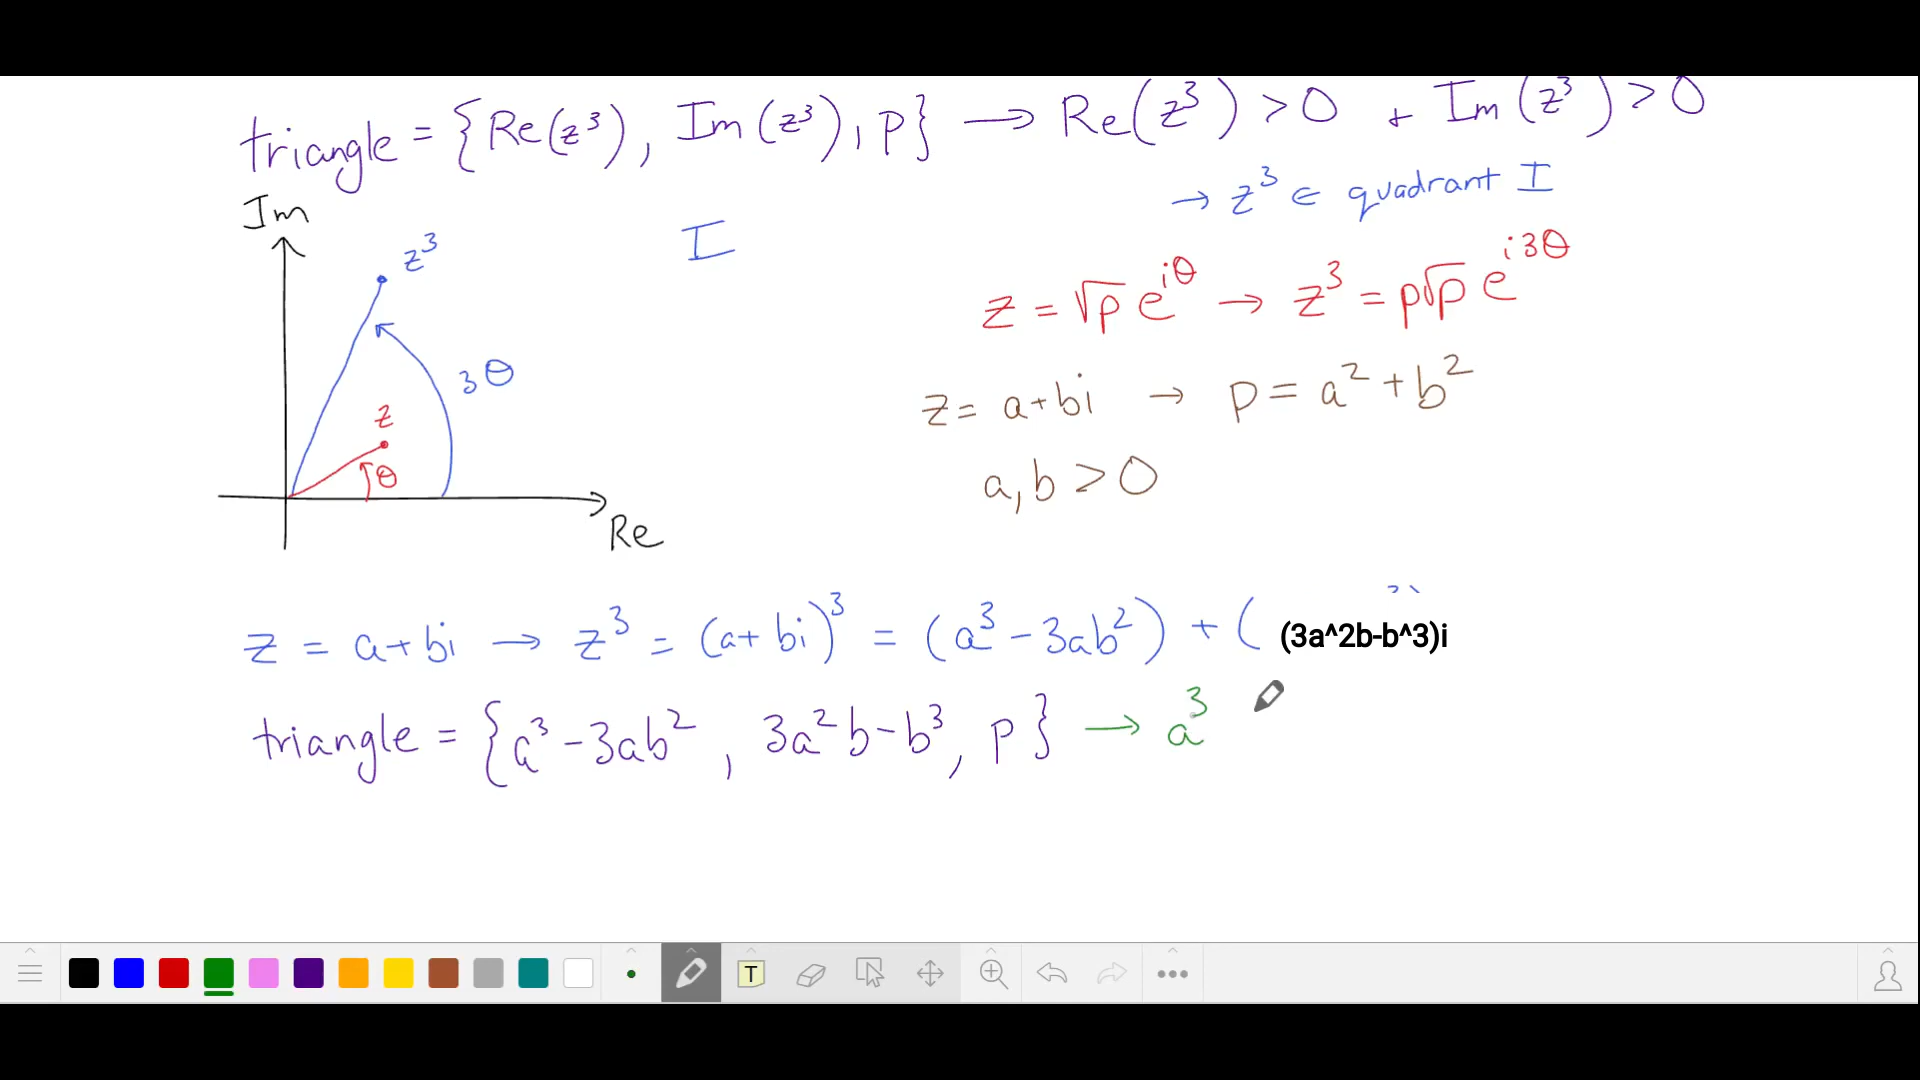 triangle = {Re(z³), Im(z³), p} → Re(z³) > 0 + Im(z³) > 0
→ z³ ∈ quadrant I
Im
I
z³
z = √p e^{iθ} → z³ = p√p e^{i3θ}
3θ
z = a+bi → p = a² + b²
z
θ
a, b > 0
Re
z = a+bi → z³ = (a+bi)³ = (a³ - 3ab²) + ( (3a^2b-b^3)i
triangle = {a³ - 3ab², 3a²b - b³, p} → a³
T